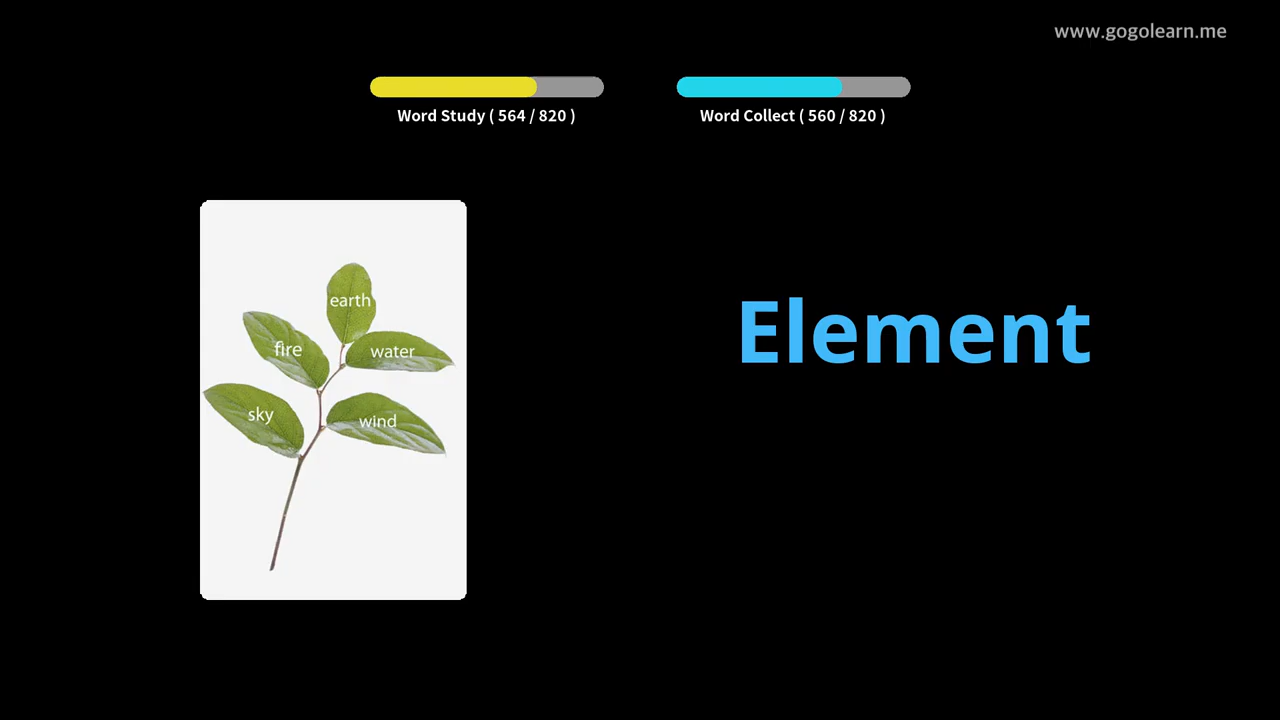 www.gogolearn.me
Word Study ( 564 / 820 )
Word Collect ( 560 / 820 )
earth
fire
water
sky
wind
Element